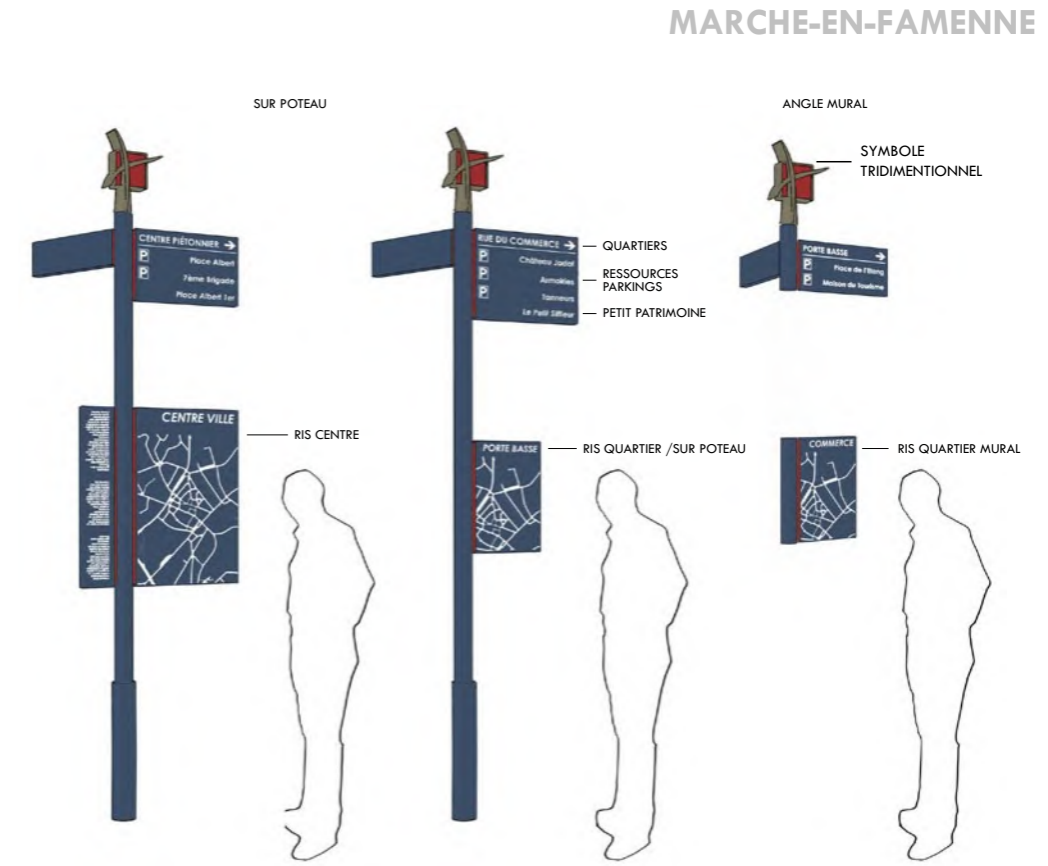 MARCHE-EN-FAMENNE
SUR POTEAU
ANGLE MURAL
SYMBOLE
TRIDIMENTIONNEL
CENTRE PIÉTONNIER →
P Place Albert
P 7ème Brigade
Place Albert 1er
RUE DU COMMERCE →
P Château Jadot
P
P Tanneurs
Le Petit Siffleur
QUARTIERS
RESSOURCES
PARKINGS
PETIT PATRIMOINE
PORTE BASSE →
P Place de l'Etang
P Maison du Tourisme
CENTRE VILLE
RIS CENTRE
PORTE BASSE
RIS QUARTIER /SUR POTEAU
COMMERCE
RIS QUARTIER MURAL